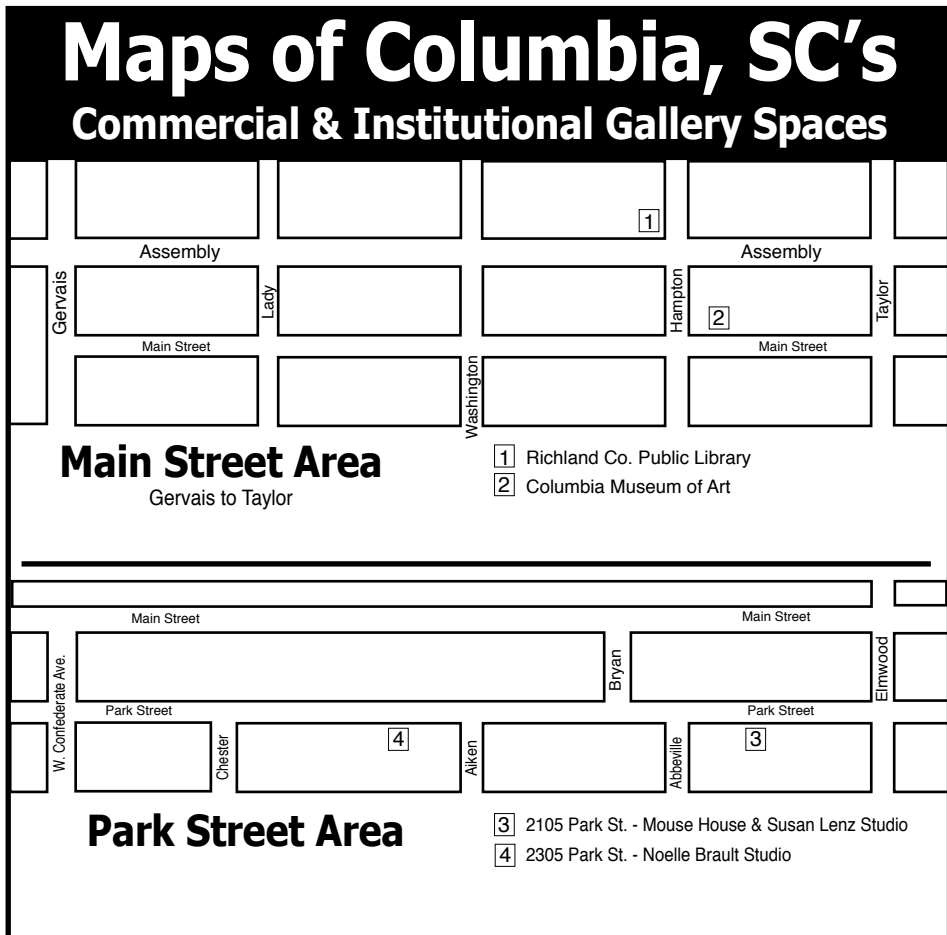 Maps of Columbia, SC's
Commercial & Institutional Gallery Spaces
1
Assembly
Assembly
Gervais
Lady
Hampton
Taylor
2
Main Street
Main Street
Washington
Main Street Area
Gervais to Taylor
1 Richland Co. Public Library
2 Columbia Museum of Art
Main Street
Main Street
W. Confederate Ave.
Bryan
Elmwood
Park Street
Park Street
Chester
4
Aiken
Abbeville
3
Park Street Area
3 2105 Park St. - Mouse House & Susan Lenz Studio
4 2305 Park St. - Noelle Brault Studio